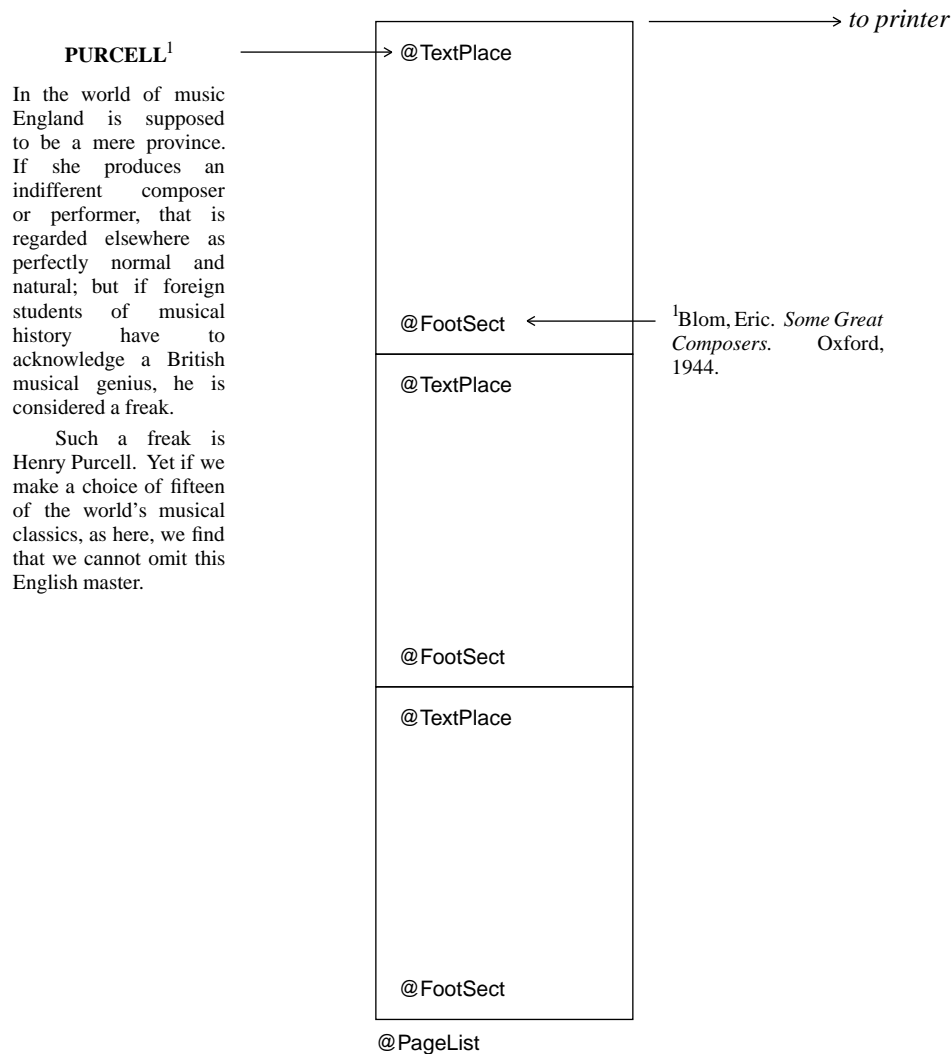 to printer
PURCELL1
In the world of music
England is supposed
to be a mere province.
If she produces an
indifferent composer
or performer, that is
regarded elsewhere as
perfectly normal and
natural; but if foreign
students of musical
history have to
acknowledge a British
musical genius, he is
considered a freak.
Such a freak is
Henry Purcell. Yet if we
make a choice of fifteen
of the world's musical
classics, as here, we find
that we cannot omit this
English master.
@TextPlace
@FootSect
1Blom, Eric. Some Great
Composers. Oxford,
1944.
@TextPlace
@FootSect
@TextPlace
@FootSect
@PageList